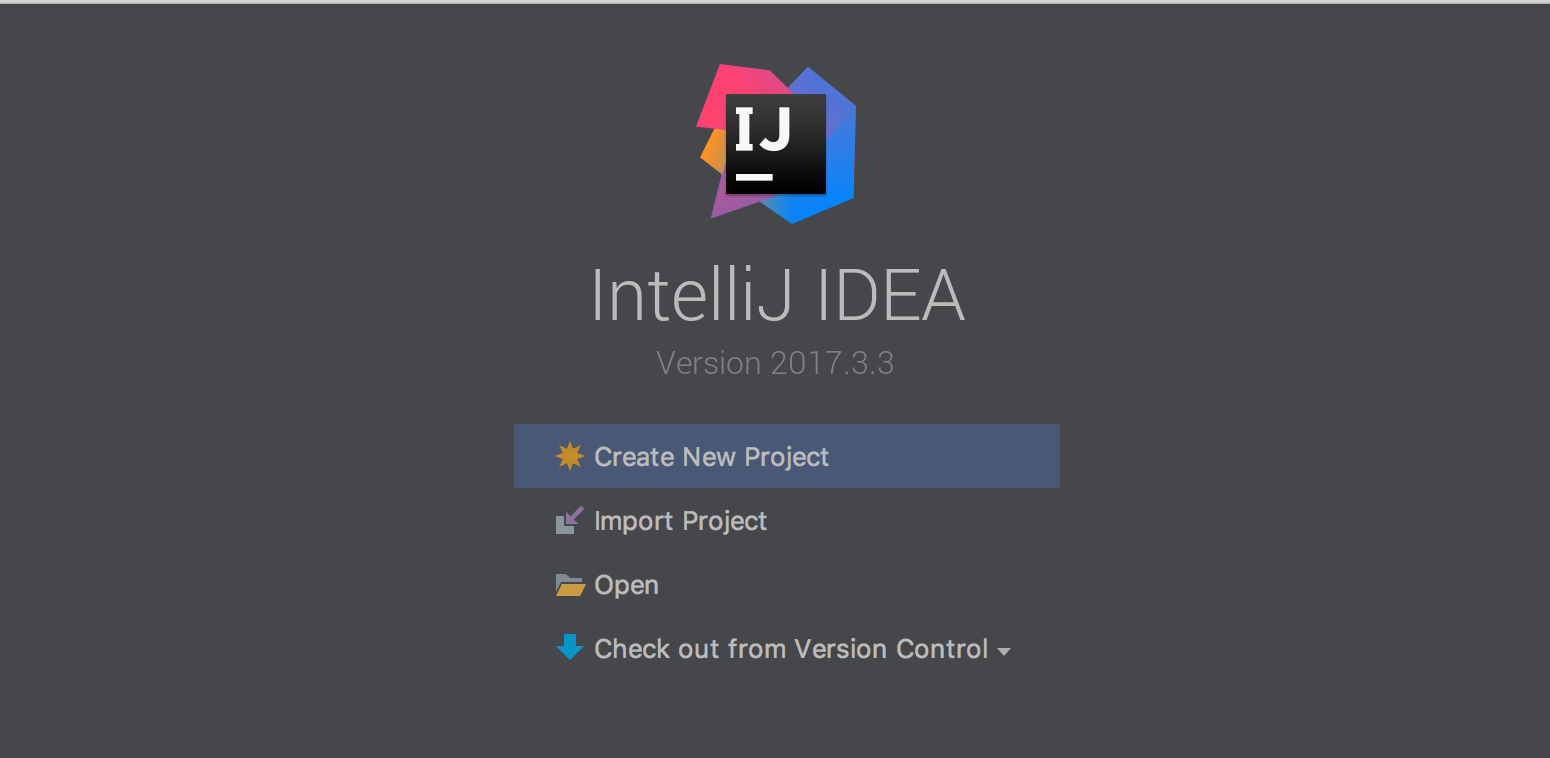 IJ
IntelliJ IDEA
Version 2017.3.3
Create New Project
Import Project
Open
Check out from Version Control